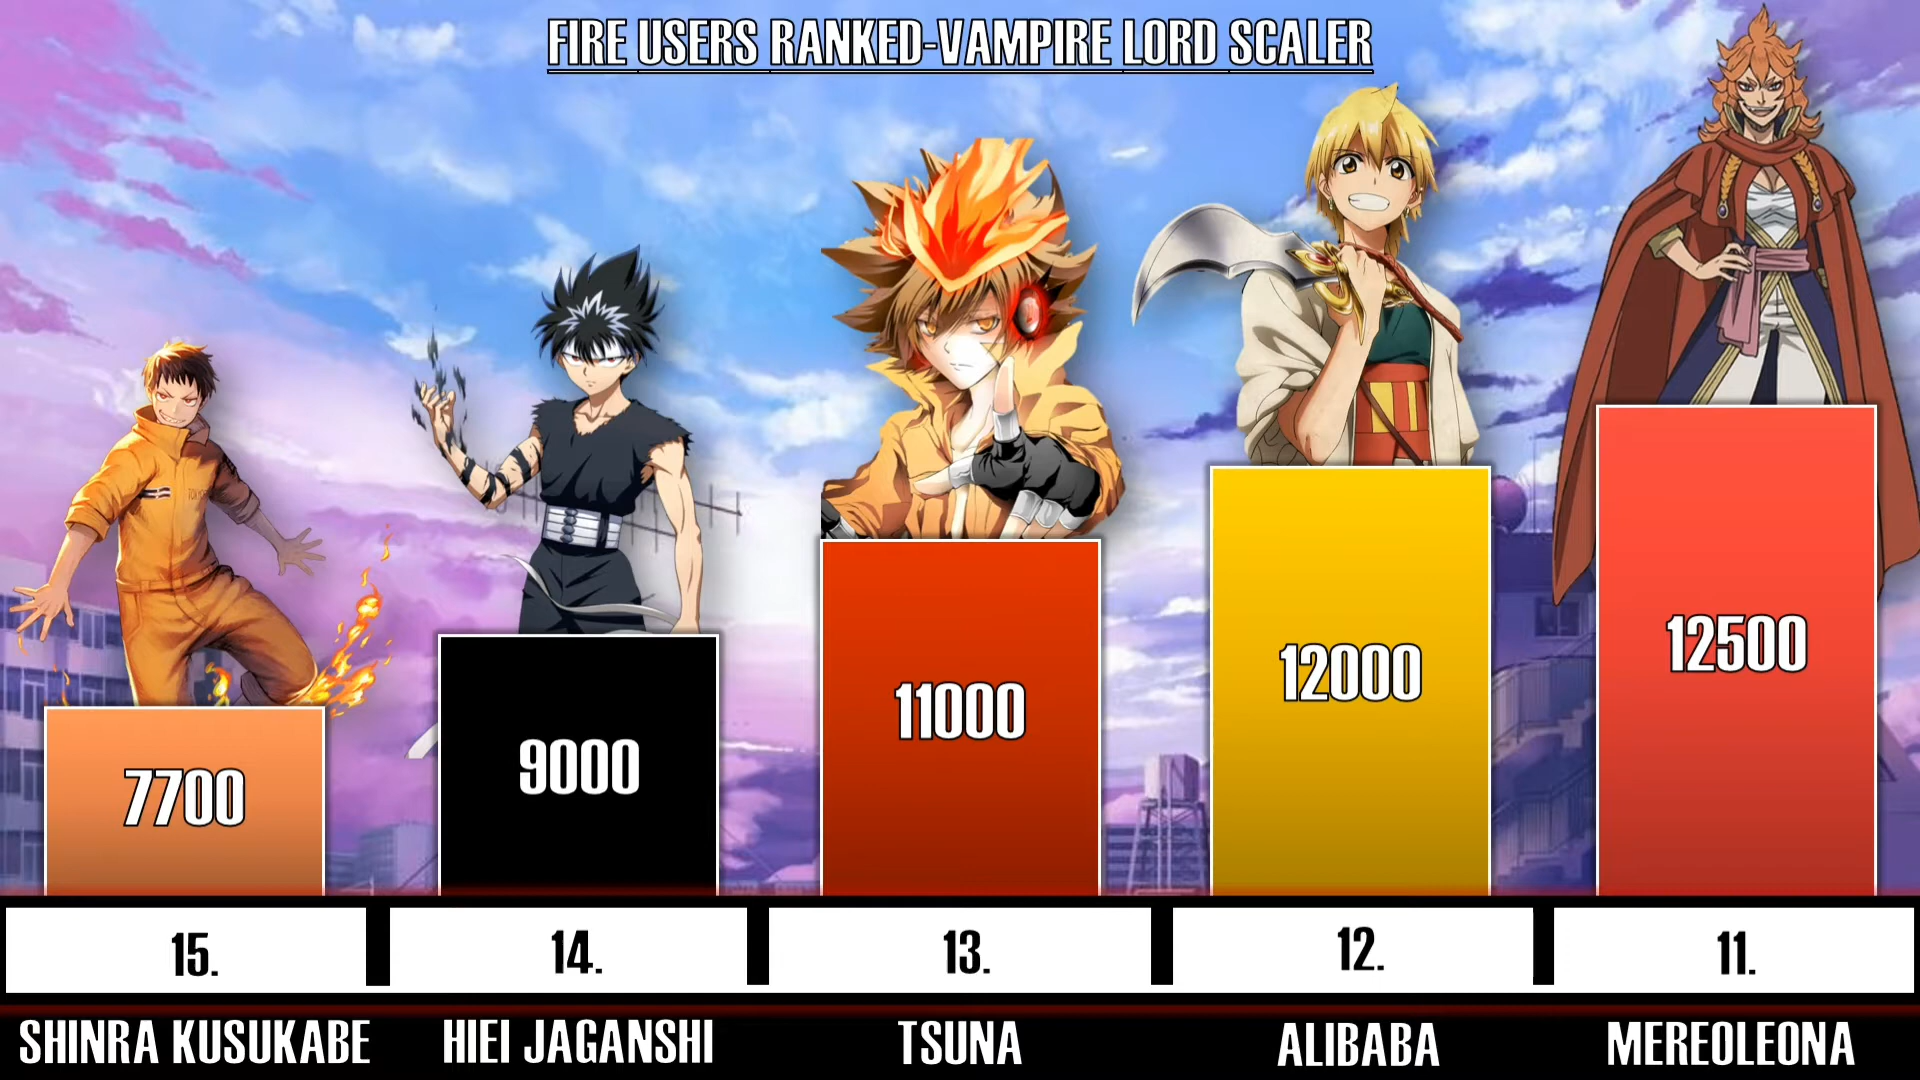 FIRE USERS RANKED-VAMPIRE LORD SCALER
7700
9000
11000
12000
12500
15.
14.
13.
12.
11.
SHINRA KUSUKABE
HIEI JAGANSHI
TSUNA
ALIBABA
MEREOLEONA